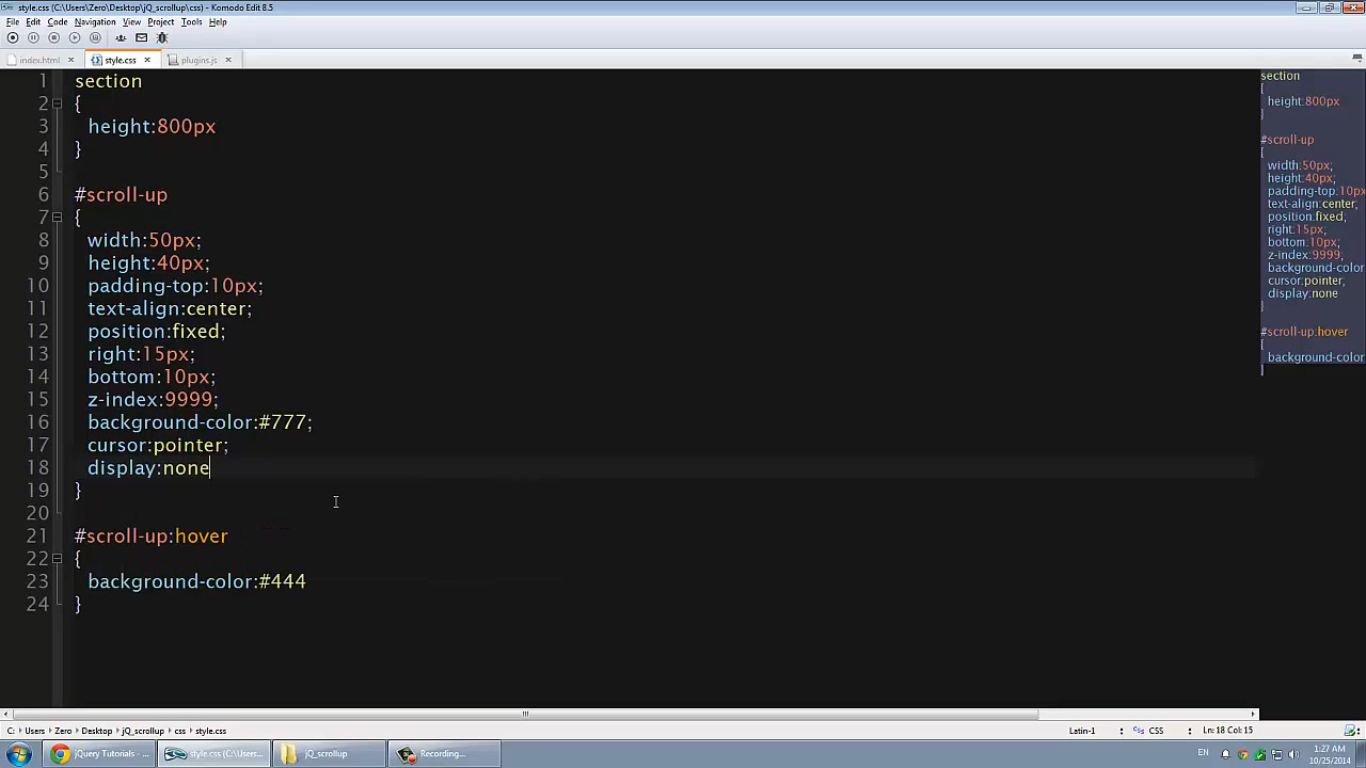 style.css (C:\Users\Zero\Desktop\jQ_scrollup\css) - Komodo Edit 8.5
File Edit Code Navigation View Project Tools Help
index.html style.css plugins.js
1 section
2 {
3 height:800px
4 }
5
6 #scroll-up
7 {
8 width:50px;
9 height:40px;
10 padding-top:10px;
11 text-align:center;
12 position:fixed;
13 right:15px;
14 bottom:10px;
15 z-index:9999;
16 background-color:#777;
17 cursor:pointer;
18 display:none
19 }
20
21 #scroll-up:hover
22 {
23 background-color:#444
24 }
section
{
height:800px
}
#scroll-up
{
width:50px;
height:40px;
padding-top:10px
text-align:center;
position:fixed;
right:15px;
bottom:10px;
z-index:9999;
background-color
cursor:pointer;
display:none
}
#scroll-up:hover
{
background-color
}
C: Users Zero Desktop jQ_scrollup css style.css Latin-1 CSS Ln: 18 Col: 15
jQuery Tutorials - ... style.css (C:\Users... jQ_scrollup Recording... EN 1:27 AM
10/25/2014